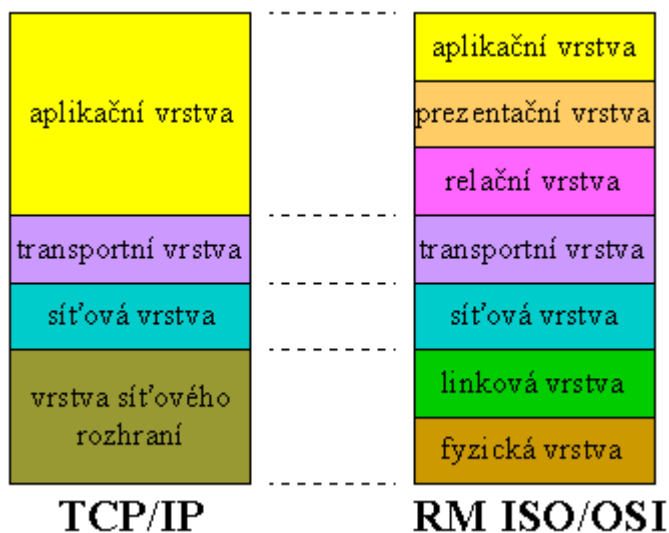 aplikační vrstva
transportní vrstva
síťová vrstva
vrstva síťového
rozhraní
TCP/IP
aplikační vrstva
prezentační vrstva
relační vrstva
transportní vrstva
síťová vrstva
linková vrstva
fyzická vrstva
RM ISO/OSI